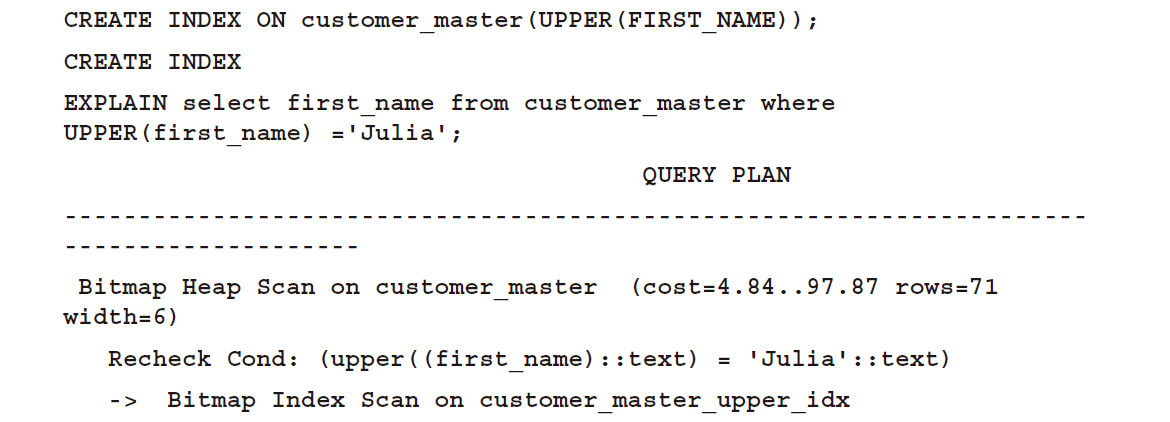 CREATE INDEX ON customer_master(UPPER(FIRST_NAME));
CREATE INDEX
EXPLAIN select first_name from customer_master where
UPPER(first_name) ='Julia';
QUERY PLAN
---------------------------------------------------------------------
--------------------
Bitmap Heap Scan on customer_master  (cost=4.84..97.87 rows=71
width=6)
Recheck Cond: (upper((first_name)::text) = 'Julia'::text)
->  Bitmap Index Scan on customer_master_upper_idx